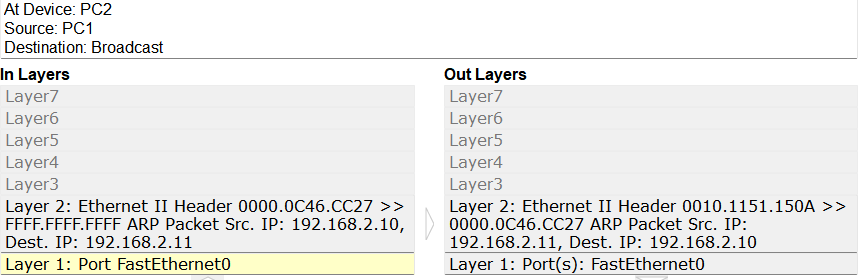 At Device: PC2
Source: PC1
Destination: Broadcast
In Layers
Layer7
Layer6
Layer5
Layer4
Layer3
Layer 2: Ethernet II Header 0000.0C46.CC27 >>
FFFF.FFFF.FFFF ARP Packet Src. IP: 192.168.2.10,
Dest. IP: 192.168.2.11
Layer 1: Port FastEthernet0
Out Layers
Layer7
Layer6
Layer5
Layer4
Layer3
Layer 2: Ethernet II Header 0010.1151.150A >>
0000.0C46.CC27 ARP Packet Src. IP:
192.168.2.11, Dest. IP: 192.168.2.10
Layer 1: Port(s): FastEthernet0